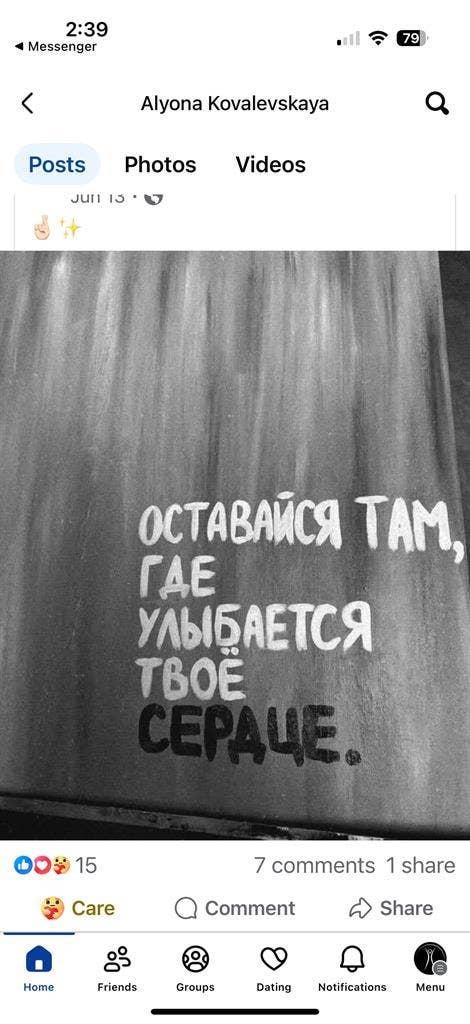 2:39
79
Messenger
Alyona Kovalevskaya
Posts Photos Videos
Jun 13
ОСТАВАЙСЯ ТАМ,
ГДЕ
УЛЫБАЕТСЯ
ТВОЁ
СЕРДЦЕ.
15 7 comments 1 share
Care Comment Share
Home Friends Groups Dating Notifications Menu